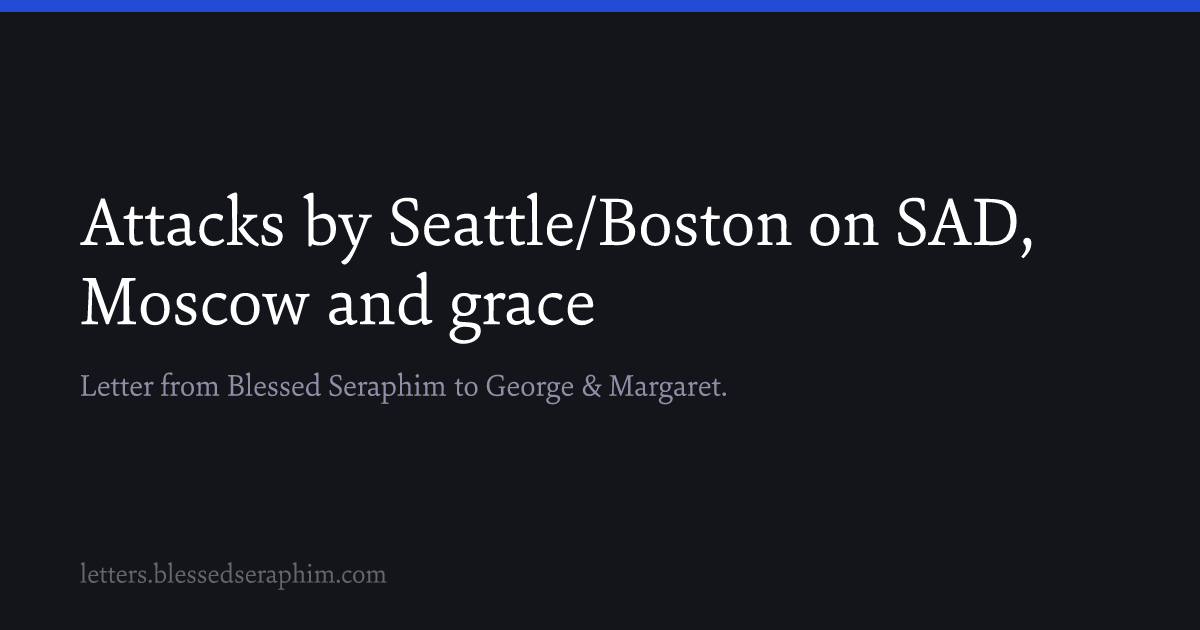 Attacks by Seattle/Boston on SAD,
Moscow and grace
Letter from Blessed Seraphim to George & Margaret.
letters.blessedseraphim.com